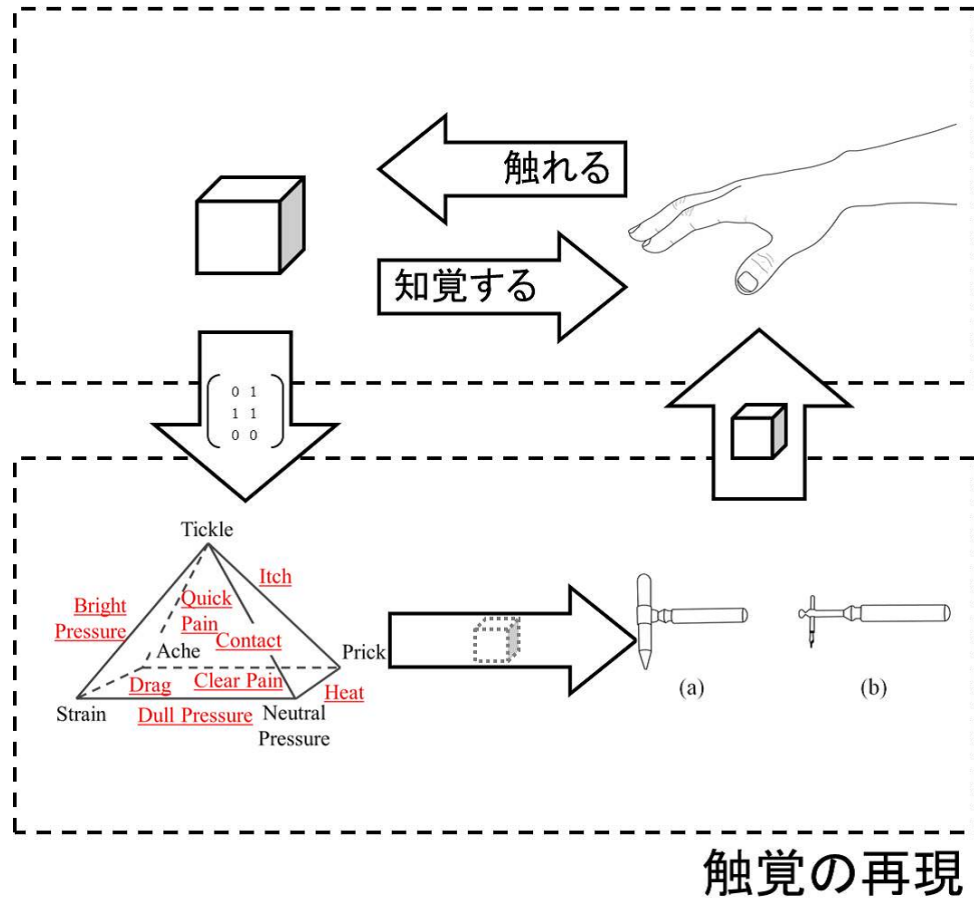 触れる
知覚する
0 1
1 1
0 0
Tickle
Itch
Bright
Pressure
Quick
Pain
Contact
Ache
Prick
Drag
Clear Pain
Heat
Strain
Dull Pressure
Neutral
Pressure
(a)
(b)
触覚の再現